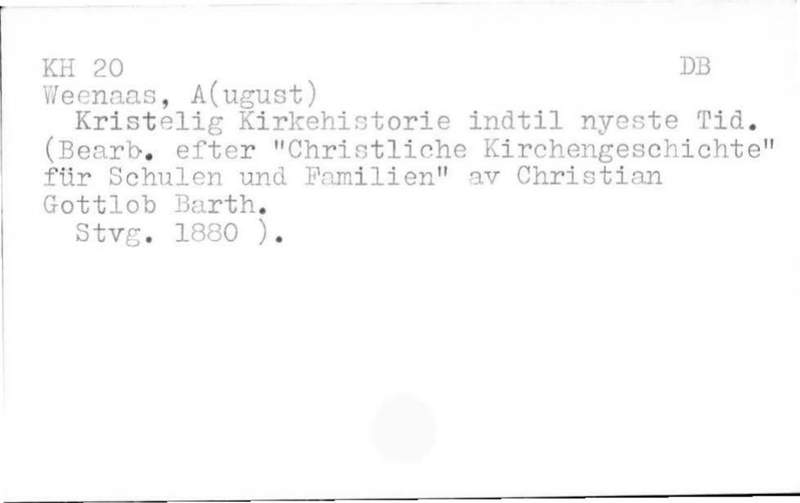 KH 20 DB
Weenaas, A(ugust)
Kristelig Kirkehistorie indtil nyeste Tid.
(Bearb. efter "Christliche Kirchengeschichte"
für Schulen und Familien" av Christian
Gottlob Barth.
Stvg. 1880 ).